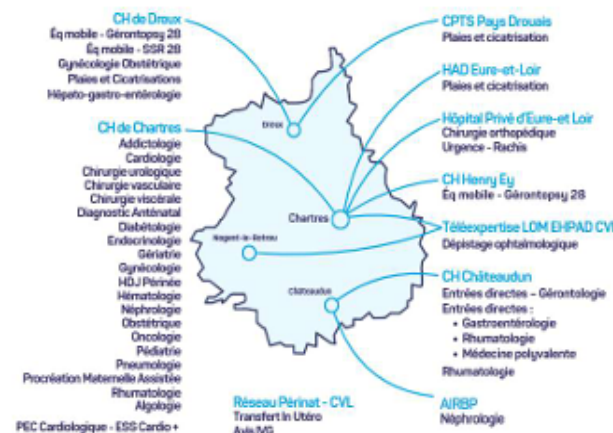 CH de Droux
Éq mobile - Gérontopsy 28
Éq mobile - SSR 28
Gynécologie Obstétrique
Plaies et Cicatrisations
Hépato-gastro-entérologie
CH de Chartres
Addictologie
Cardiologie
Chirurgie urologique
Chirurgie vasculaire
Chirurgie viscérale
Diagnostic Anténatal
Diabétologie
Endocrinologie
Gériatrie
Gynécologie
HDJ Périnée
Hématologie
Néphrologie
Obstétrique
Oncologie
Pédiatrie
Pneumologie
Procréation Maternelle Assistée
Rhumatologie
Algologie
PEC Cardiologique - ESS Cardio +
Dreux
Chartres
Nogent-le-Rotrou
Châteaudun
Réseau Périnat - CVL
Transfert In Utéro
Avis IVG
CPTS Pays Drouais
Plaies et cicatrisation
HAD Eure-et-Loir
Plaies et cicatrisation
Hôpital Privé d'Eure et Loir
Chirurgie orthopédique
Urgence - Rachis
CH Henry Ey
Éq mobile - Gérontopsy 28
Téléexpertise LOM EHPAD CVL
Dépistage ophtalmologique
CH Châteaudun
Entrées directes – Gérontologie
Entrées directes :
• Gastroentérologie
• Rhumatologie
• Médecine polyvalente
Rhumatologie
AIRBP
Néphrologie